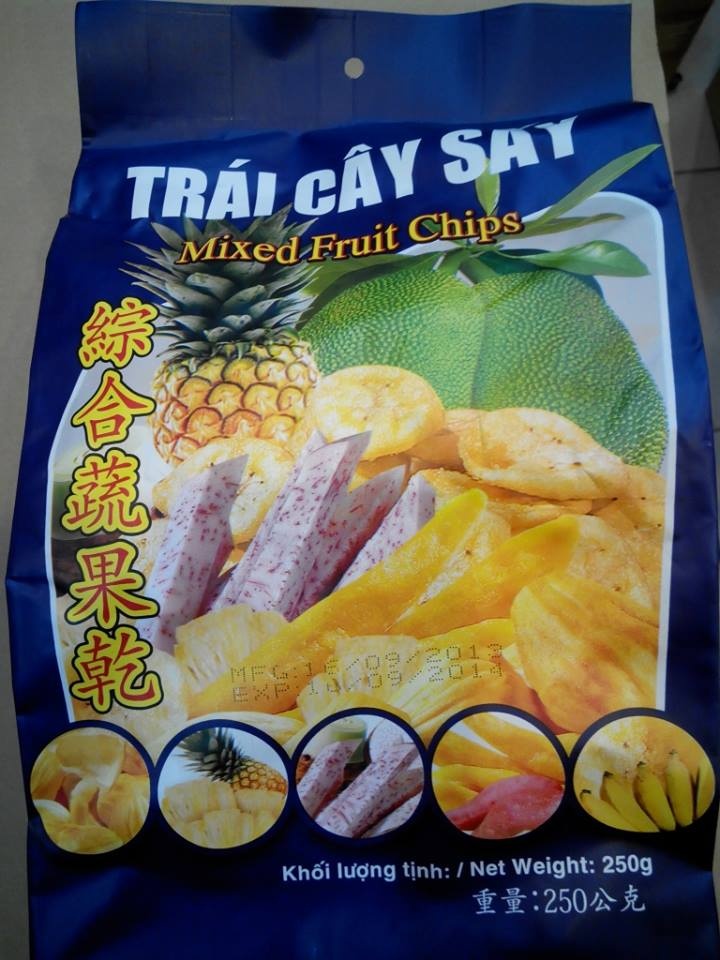 TRÁI CÂY SẤY
Mixed Fruit Chips
綜合蔬果乾
MFG:16/09/2013
EXP:16/09/2014
Khối lượng tịnh: / Net Weight: 250g
重量:250公克